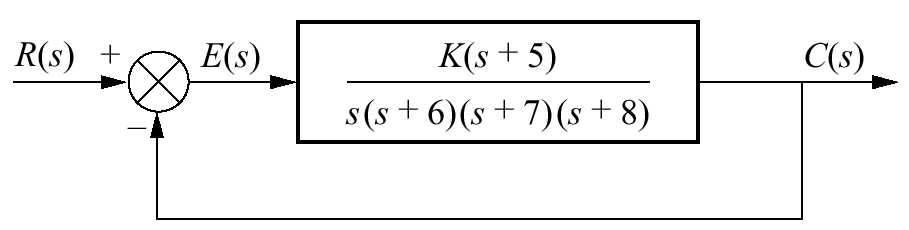 R(s) + E(s) K(s + 5) C(s)
s(s + 6)(s + 7)(s + 8)
−